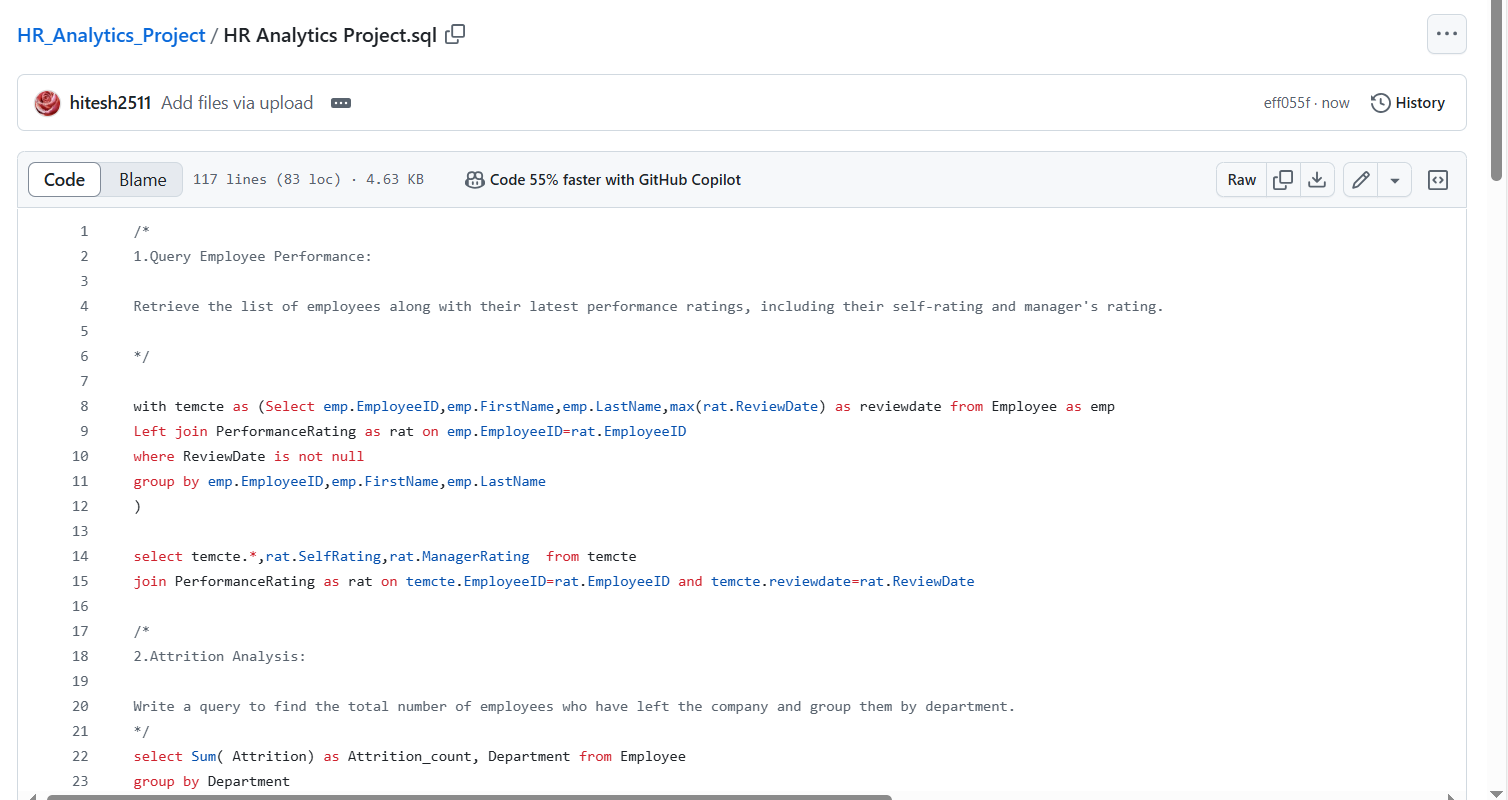 HR_Analytics_Project / HR Analytics Project.sql
hitesh2511 Add files via upload
eff055f · now History
Code Blame 117 lines (83 loc) · 4.63 KB Code 55% faster with GitHub Copilot Raw
1 /*
2 1.Query Employee Performance:
3
4 Retrieve the list of employees along with their latest performance ratings, including their self-rating and manager's rating.
5
6 */
7
8 with temcte as (Select emp.EmployeeID,emp.FirstName,emp.LastName,max(rat.ReviewDate) as reviewdate from Employee as emp
9 Left join PerformanceRating as rat on emp.EmployeeID=rat.EmployeeID
10 where ReviewDate is not null
11 group by emp.EmployeeID,emp.FirstName,emp.LastName
12 )
13
14 select temcte.*,rat.SelfRating,rat.ManagerRating  from temcte
15 join PerformanceRating as rat on temcte.EmployeeID=rat.EmployeeID and temcte.reviewdate=rat.ReviewDate
16
17 /*
18 2.Attrition Analysis:
19
20 Write a query to find the total number of employees who have left the company and group them by department.
21 */
22 select Sum( Attrition) as Attrition_count, Department from Employee
23 group by Department